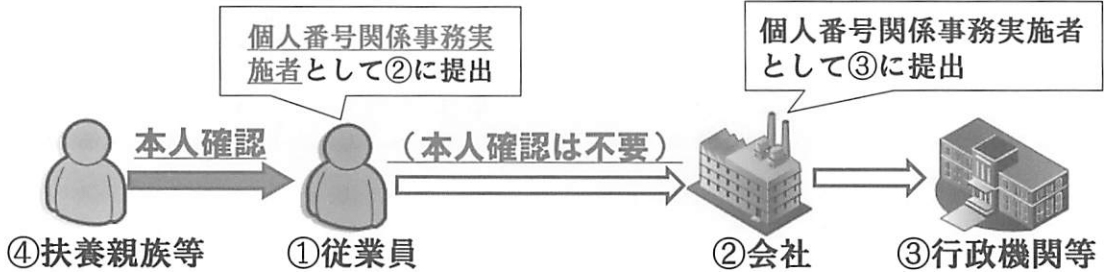 個人番号関係事務実
施者として②に提出
個人番号関係事務実施者
として③に提出
本人確認
(本人確認は不要)
④扶養親族等
①従業員
②会社
③行政機関等